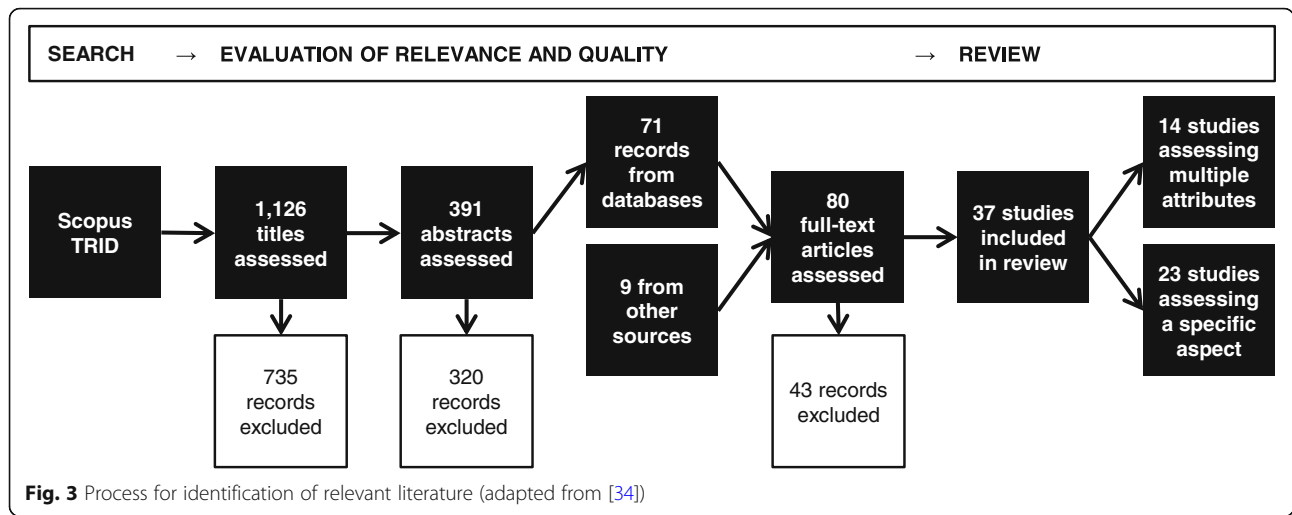 SEARCH → EVALUATION OF RELEVANCE AND QUALITY → REVIEW
Scopus
TRID
1,126
titles
assessed
735
records
excluded
391
abstracts
assessed
320
records
excluded
71
records
from
databases
9 from
other
sources
80
full-text
articles
assessed
43 records
excluded
37 studies
included
in review
14 studies
assessing
multiple
attributes
23 studies
assessing
a specific
aspect
Fig. 3 Process for identification of relevant literature (adapted from [34])